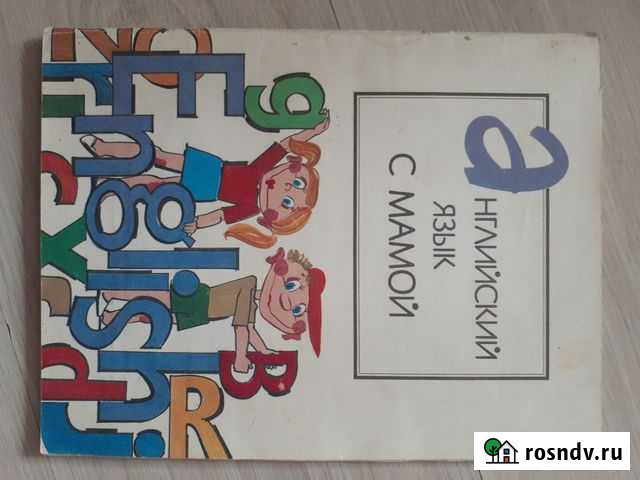 английский
язык
с мамой
English
g
B
R
rosndv.ru